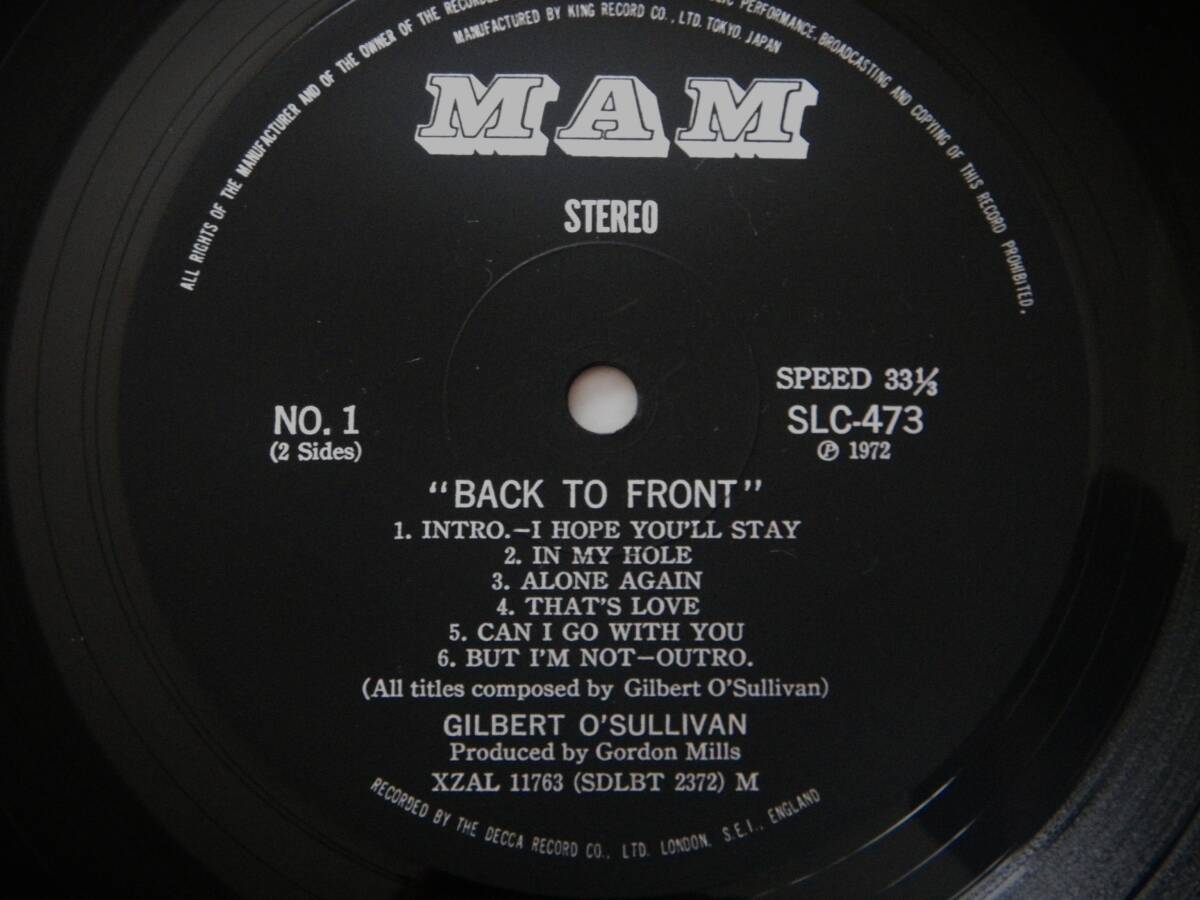 ALL RIGHTS OF THE MANUFACTURER AND OF THE OWNER OF THE RECORDED
PERFORMANCE, BROADCASTING AND COPYING OF THIS RECORD PROHIBITED.
MANUFACTURED BY KING RECORD CO., LTD. TOKYO, JAPAN
MAM
STEREO
SPEED 33⅓
NO. 1
SLC-473
(2 Sides)
Ⓟ 1972
"BACK TO FRONT"
1. INTRO.–I HOPE YOU'LL STAY
2. IN MY HOLE
3. ALONE AGAIN
4. THAT'S LOVE
5. CAN I GO WITH YOU
6. BUT I'M NOT–OUTRO.
(All titles composed by Gilbert O'Sullivan)
GILBERT O'SULLIVAN
Produced by Gordon Mills
XZAL 11763 (SDLBT 2372) M
RECORDED BY THE DECCA RECORD CO., LTD. LONDON, S.E.I., ENGLAND